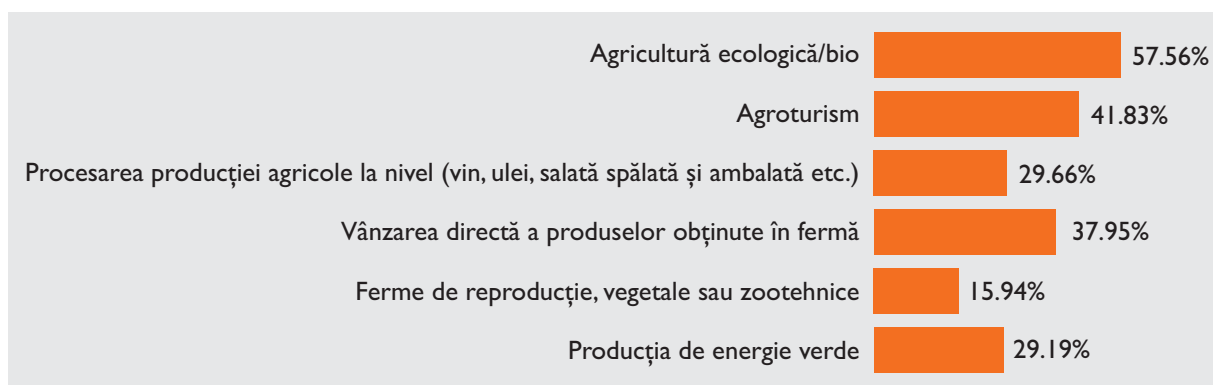 Agricultură ecologică/bio 57.56%
Agroturism 41.83%
Procesarea producției agricole la nivel (vin, ulei, salată spălată și ambalată etc.) 29.66%
Vânzarea directă a produselor obținute în fermă 37.95%
Ferme de reproducție, vegetale sau zootehnice 15.94%
Producția de energie verde 29.19%